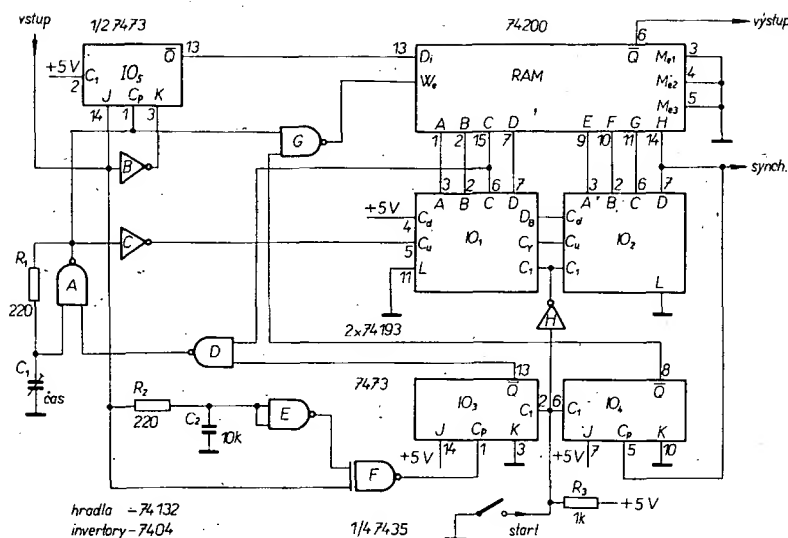 1/2 7473
74200
vstup
výstup
6
13
13
Q
Di
Q
Me1
3
+5V
C1
IO5
We
RAM
Me2
4
2
J
Cp
K
Me3
5
14
1
3
A
B
C
D
E
F
G
H
G
1
2
15
7
9
10
11
14
synch.
B
3
2
6
7
3
2
6
7
A
B
C
D
A
B
C
D
+5V
Cd
DB
Cd
4
C
Cu
IO1
Cy
Cu
IO2
R1
5
A
L
C1
C1
L
220
11
H
2x74193
D
C1
čas
13
8
R2
7473
Q
Q
E
IO3
C1
2
6
C1
IO4
220
C2
10k
J
Cp
K
J
Cp
K
F
+5V
14
1
3
+5V
7
5
10
R3
+5V
1k
hradla - 74132
invertory - 7404
1/4 7435
start